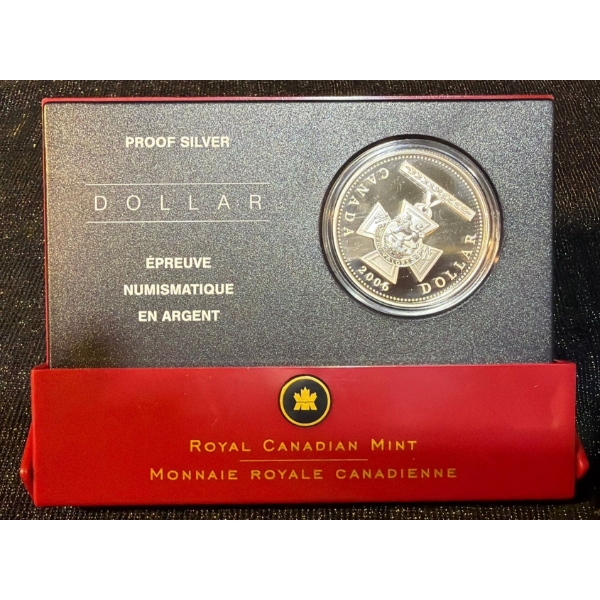 PROOF SILVER
DOLLAR
ÉPREUVE
NUMISMATIQUE
EN ARGENT
CANADA
2006
DOLLAR
ROYAL CANADIAN MINT
MONNAIE ROYALE CANADIENNE